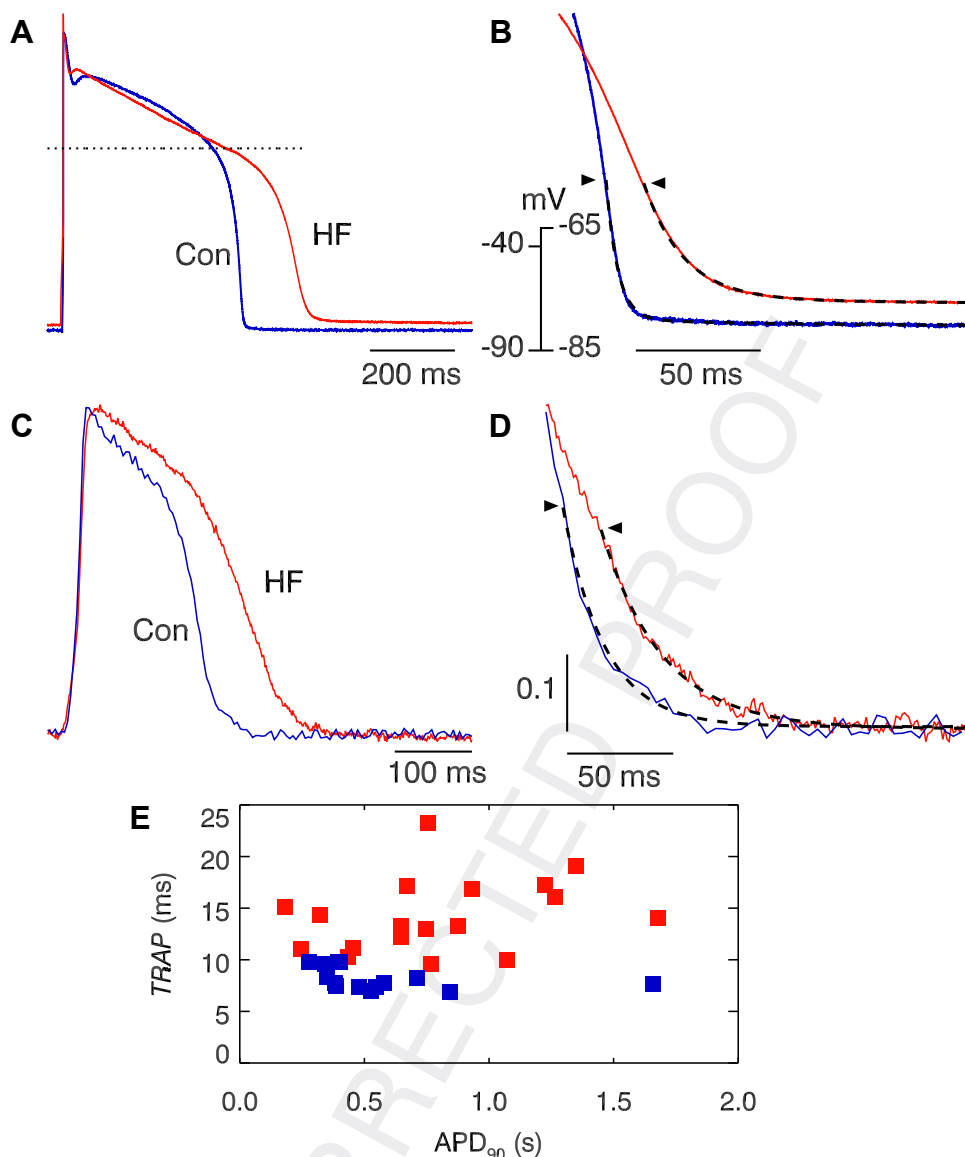 A
Con
HF
200 ms
B
mV
-40
-65
-90
-85
50 ms
C
Con
HF
100 ms
D
0.1
50 ms
E
TRAP (ms)
25
20
15
10
5
0
0.0 0.5 1.0 1.5 2.0
APD90 (s)
RRECTED PROOF